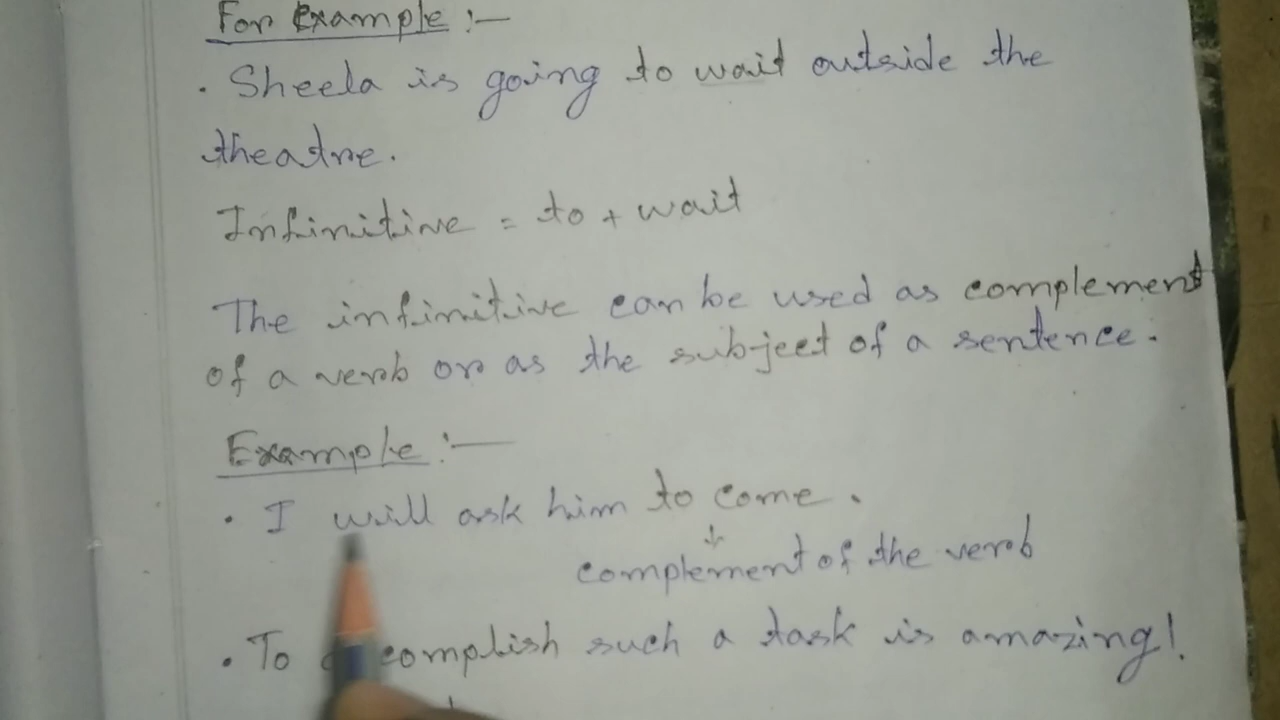 For Example :—
. Sheela is going to wait outside the
theatre.
Infinitive = to + wait
The infinitive can be used as complement
of a verb or as the subject of a sentence.
Example :—
. I will ask him to come .
↓
complement of the verb
. To accomplish such a task is amazing!